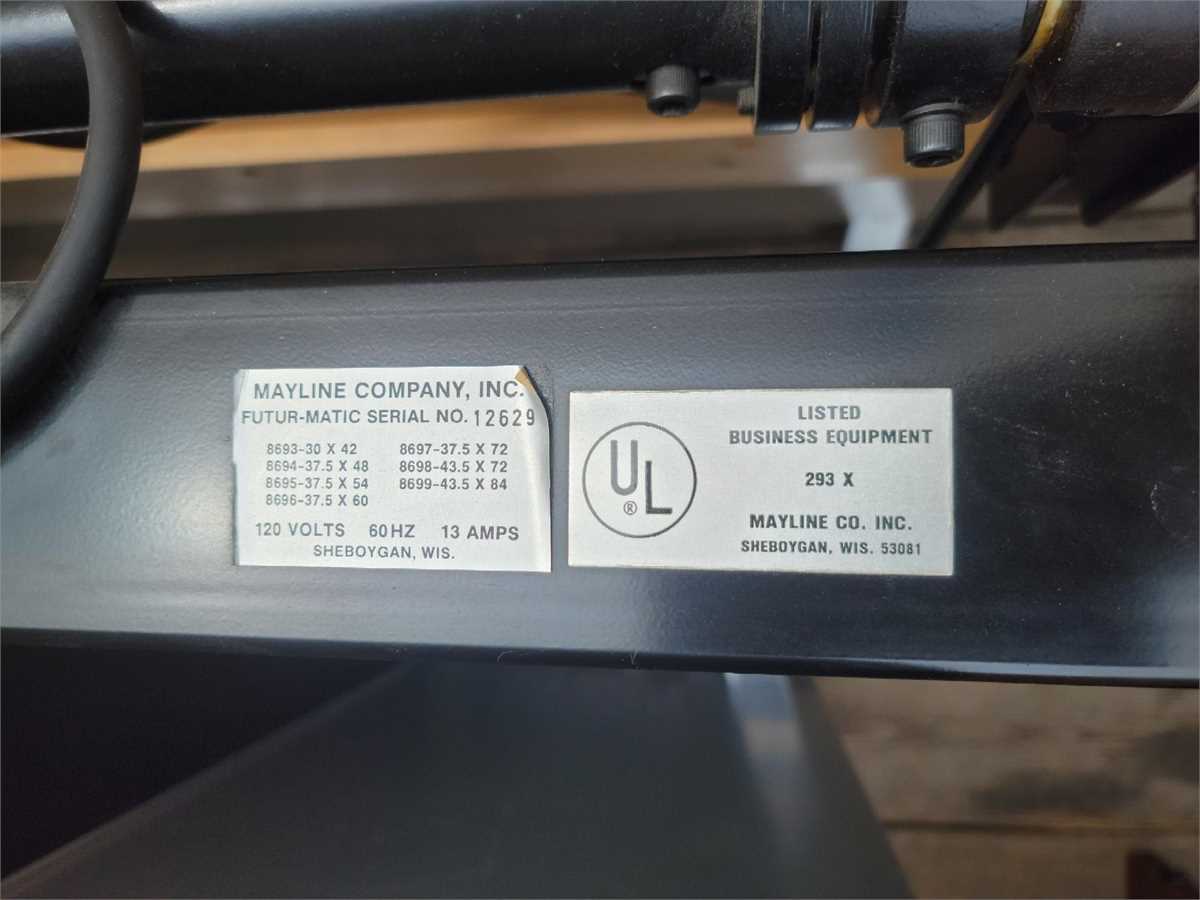 MAYLINE COMPANY, INC.
FUTUR-MATIC SERIAL NO. 12629
8693-30 X 42 8697-37.5 X 72
8694-37.5 X 48 8698-43.5 X 72
8695-37.5 X 54 8699-43.5 X 84
8696-37.5 X 60
120 VOLTS 60 HZ 13 AMPS
SHEBOYGAN, WIS.
UL ®
LISTED
BUSINESS EQUIPMENT
293 X
MAYLINE CO. INC.
SHEBOYGAN, WIS. 53081